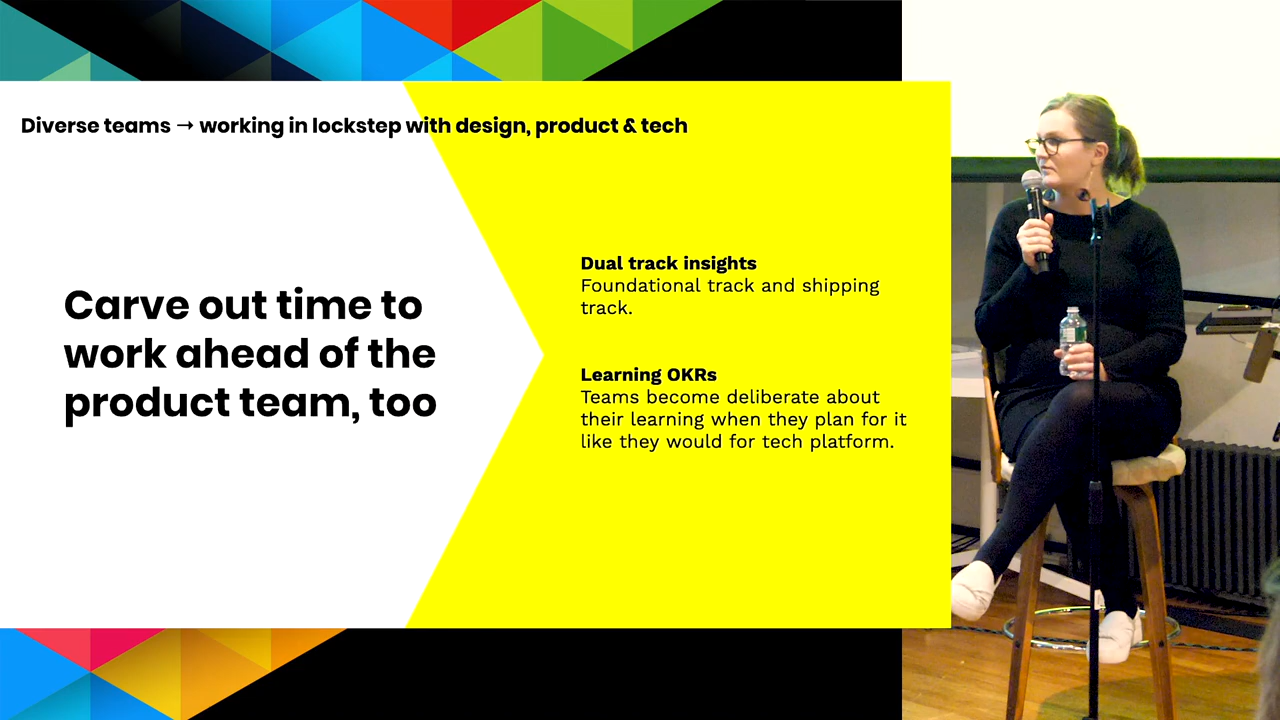 Diverse teams → working in lockstep with design, product & tech
Carve out time to
work ahead of the
product team, too
Dual track insights
Foundational track and shipping
track.
Learning OKRs
Teams become deliberate about
their learning when they plan for it
like they would for tech platform.